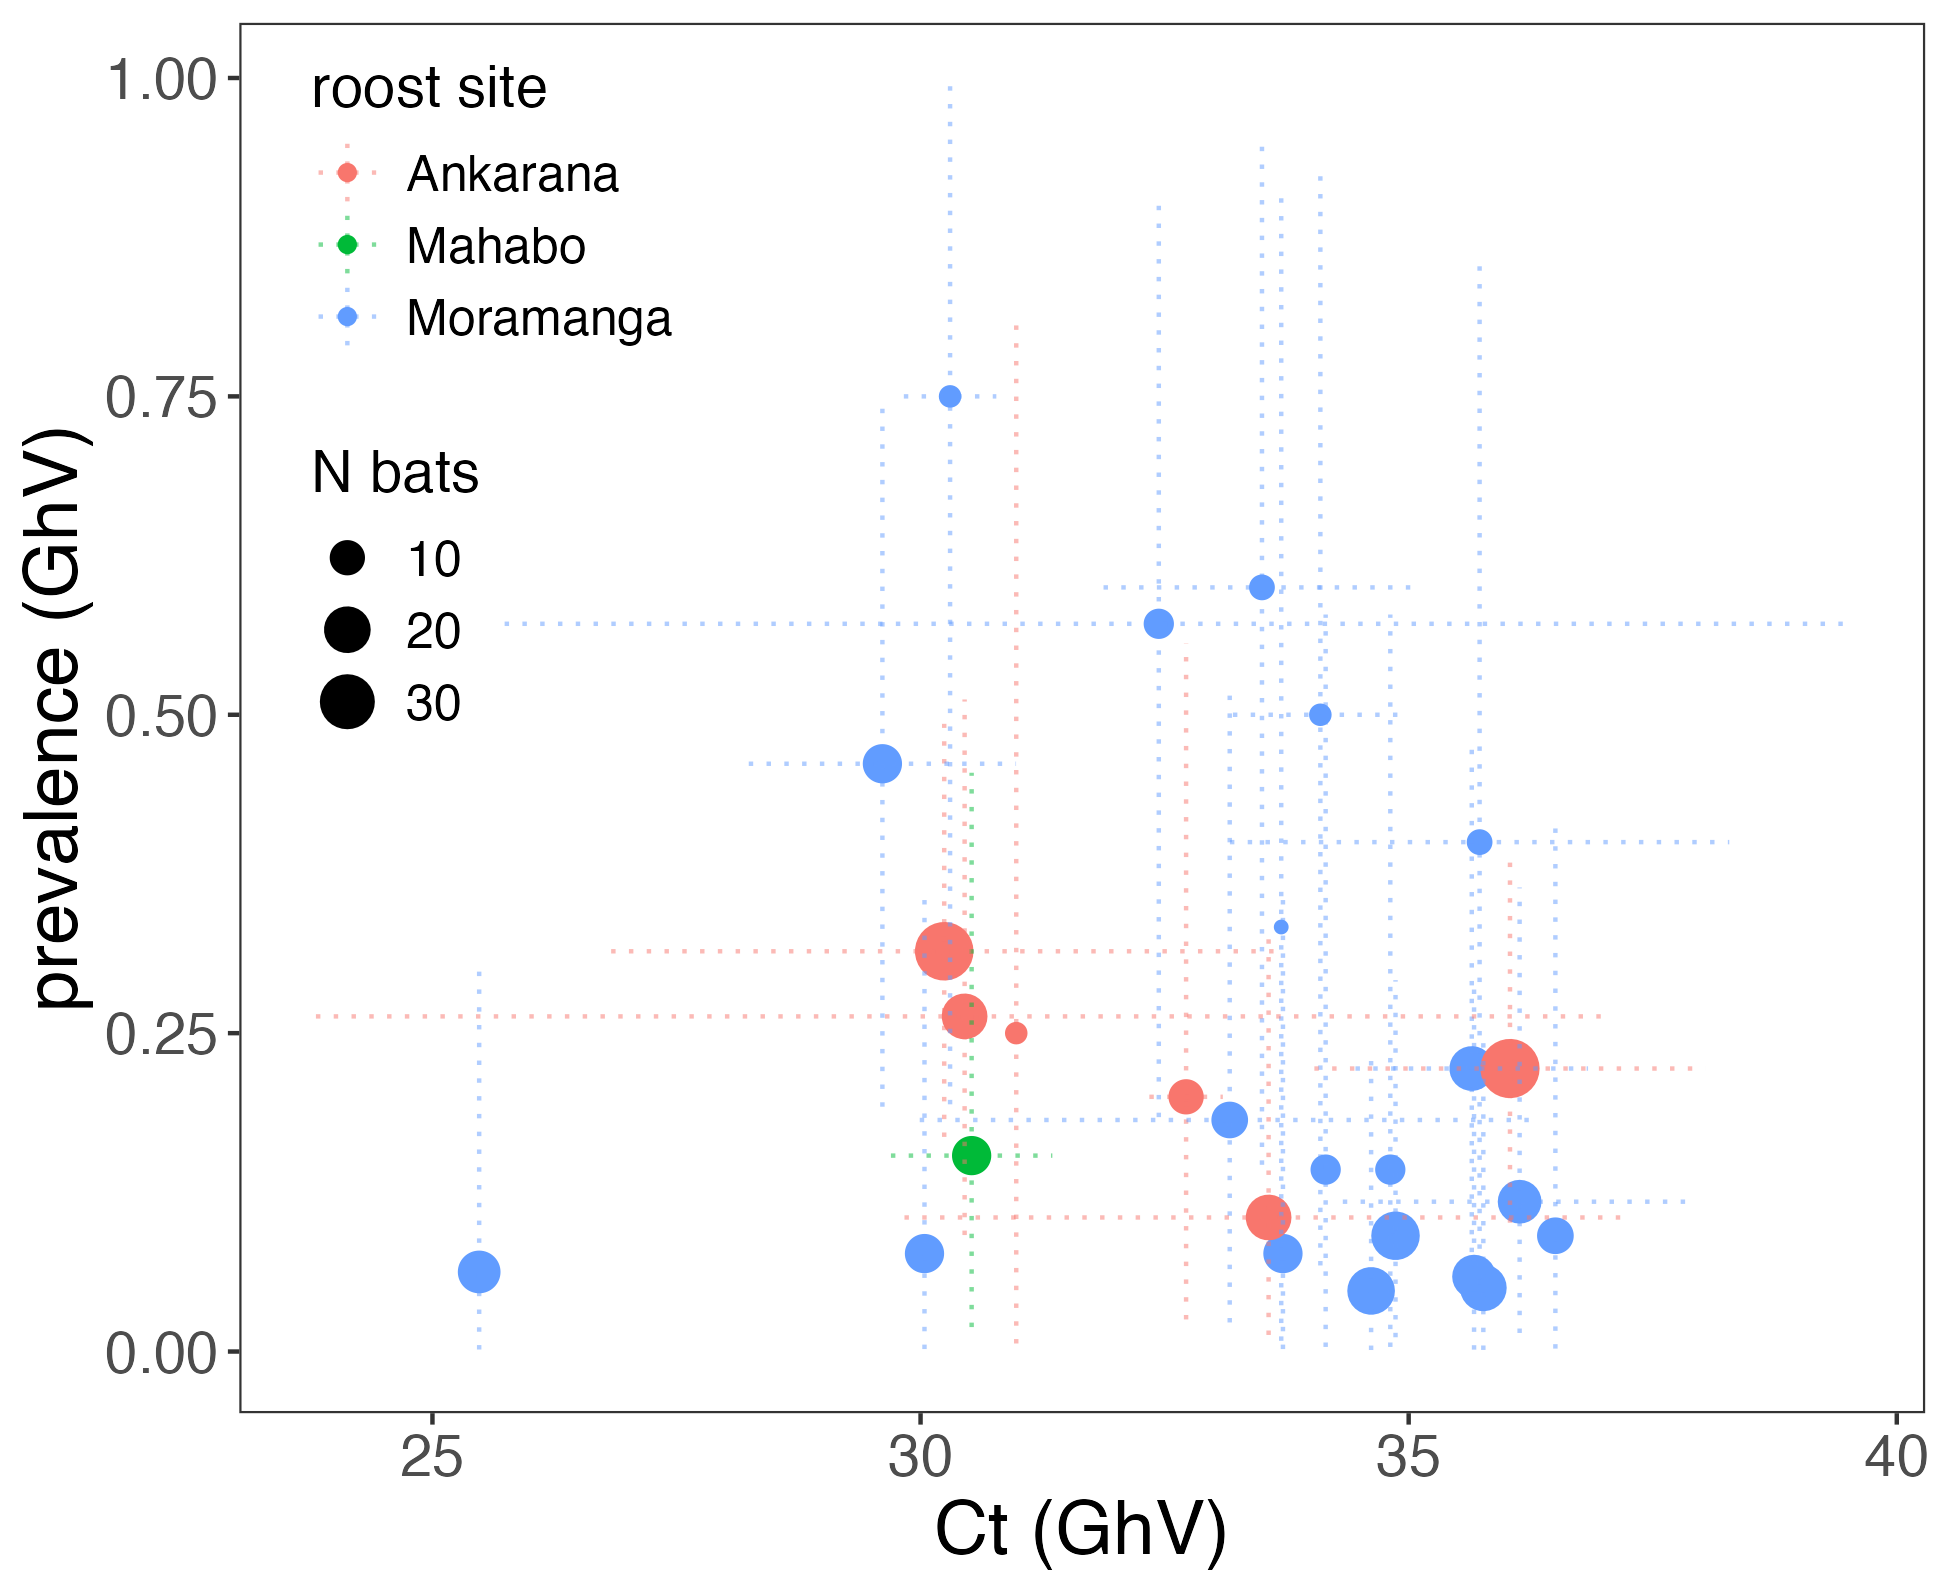 roost site
Ankarana
Mahabo
Moramanga
N bats
10
20
30
prevalence (GhV)
1.00
0.75
0.50
0.25
0.00
25 30 35 40
Ct (GhV)